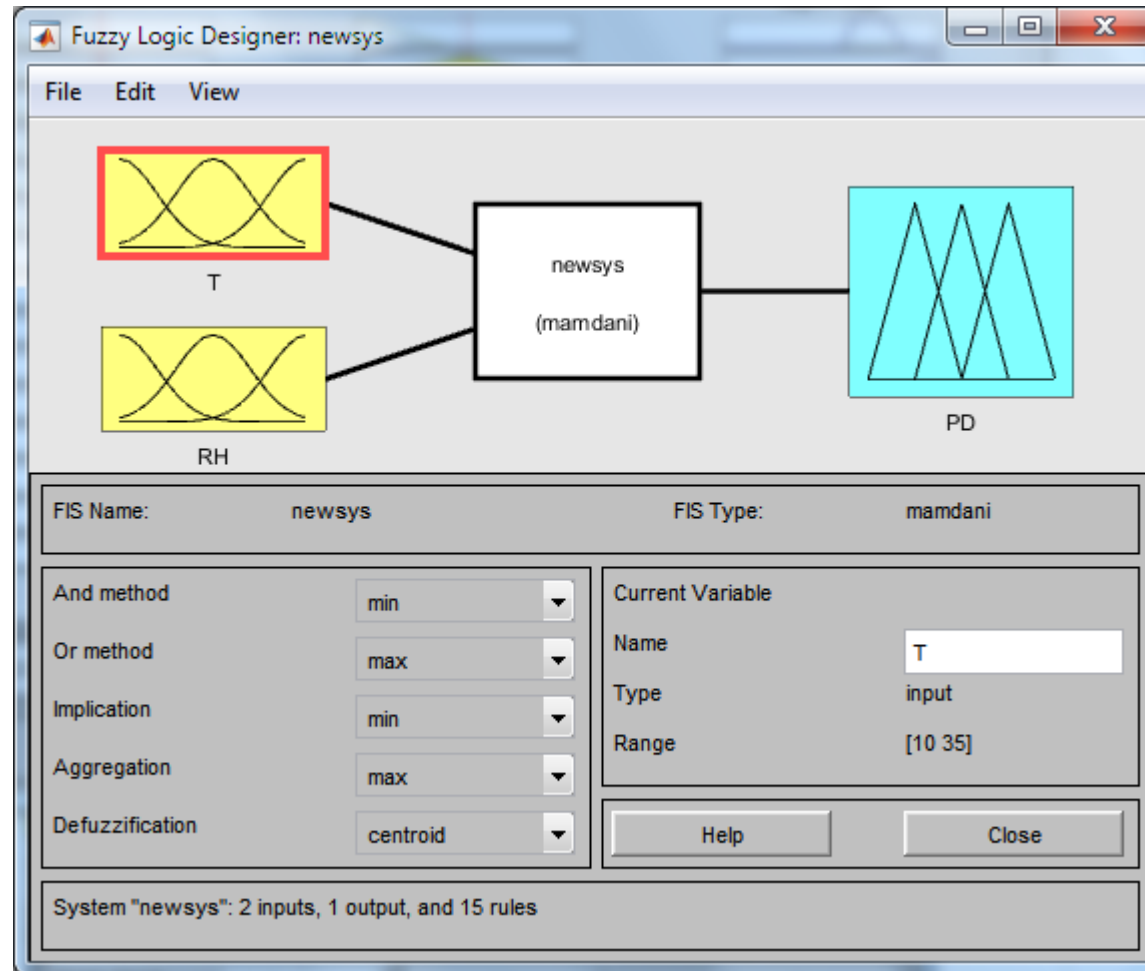 Fuzzy Logic Designer: newsys
File Edit View
T
RH
newsys
(mamdani)
PD
FIS Name: newsys FIS Type: mamdani
And method min
Or method max
Implication min
Aggregation max
Defuzzification centroid
Current Variable
Name T
Type input
Range [10 35]
Help Close
System "newsys": 2 inputs, 1 output, and 15 rules